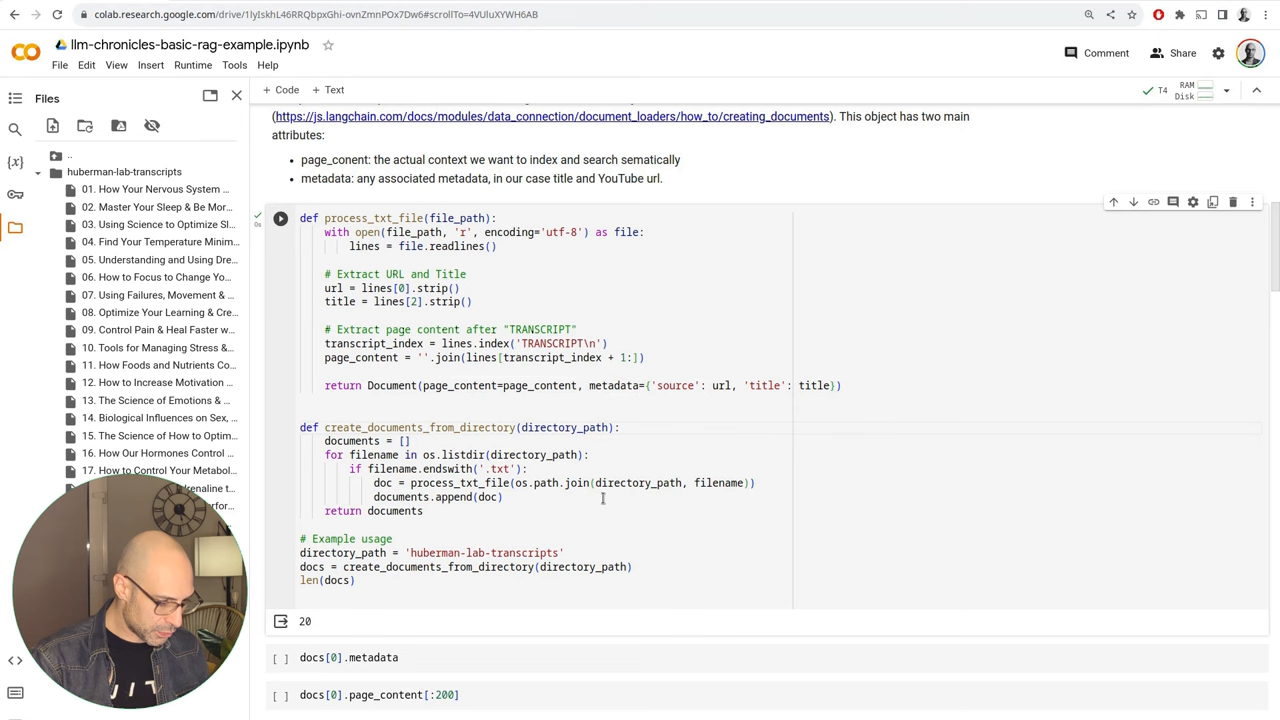 colab.research.google.com/drive/1lyIskhL46RRQbpxGhi-ovnZmnPOx7Dw6#scrollTo=4VUluXYWH6AB
llm-chronicles-basic-rag-example.ipynb
File Edit View Insert Runtime Tools Help
Comment Share
Files
+ Code + Text
RAM
Disk
T4
..
huberman-lab-transcripts
01. How Your Nervous System ...
02. Master Your Sleep & Be Mor...
03. Using Science to Optimize Sl...
04. Find Your Temperature Minim...
05. Understanding and Using Dre...
06. How to Focus to Change Yo...
07. Using Failures, Movement & ...
08. Optimize Your Learning & Cre...
09. Control Pain & Heal Faster w...
10. Tools for Managing Stress &...
11. How Foods and Nutrients Co...
12. How to Increase Motivation ...
13. The Science of Emotions & ...
14. Biological Influences on Sex, ...
15. The Science of How to Optim...
16. How Our Hormones Control ...
17. How to Control Your Metabol...
(https://js.langchain.com/docs/modules/data_connection/document_loaders/how_to/creating_documents). This object has two main
attributes:
• page_conent: the actual context we want to index and search sematically
• metadata: any associated metadata, in our case title and YouTube url.
0s
def process_txt_file(file_path):
with open(file_path, 'r', encoding='utf-8') as file:
lines = file.readlines()
# Extract URL and Title
url = lines[0].strip()
title = lines[2].strip()
# Extract page content after "TRANSCRIPT"
transcript_index = lines.index('TRANSCRIPT\n')
page_content = ''.join(lines[transcript_index + 1:])
return Document(page_content=page_content, metadata={'source': url, 'title': title})
def create_documents_from_directory(directory_path):
documents = []
for filename in os.listdir(directory_path):
if filename.endswith('.txt'):
doc = process_txt_file(os.path.join(directory_path, filename))
documents.append(doc)
return documents
# Example usage
directory_path = 'huberman-lab-transcripts'
docs = create_documents_from_directory(directory_path)
len(docs)
20
[ ] docs[0].metadata
[ ] docs[0].page_content[:200]